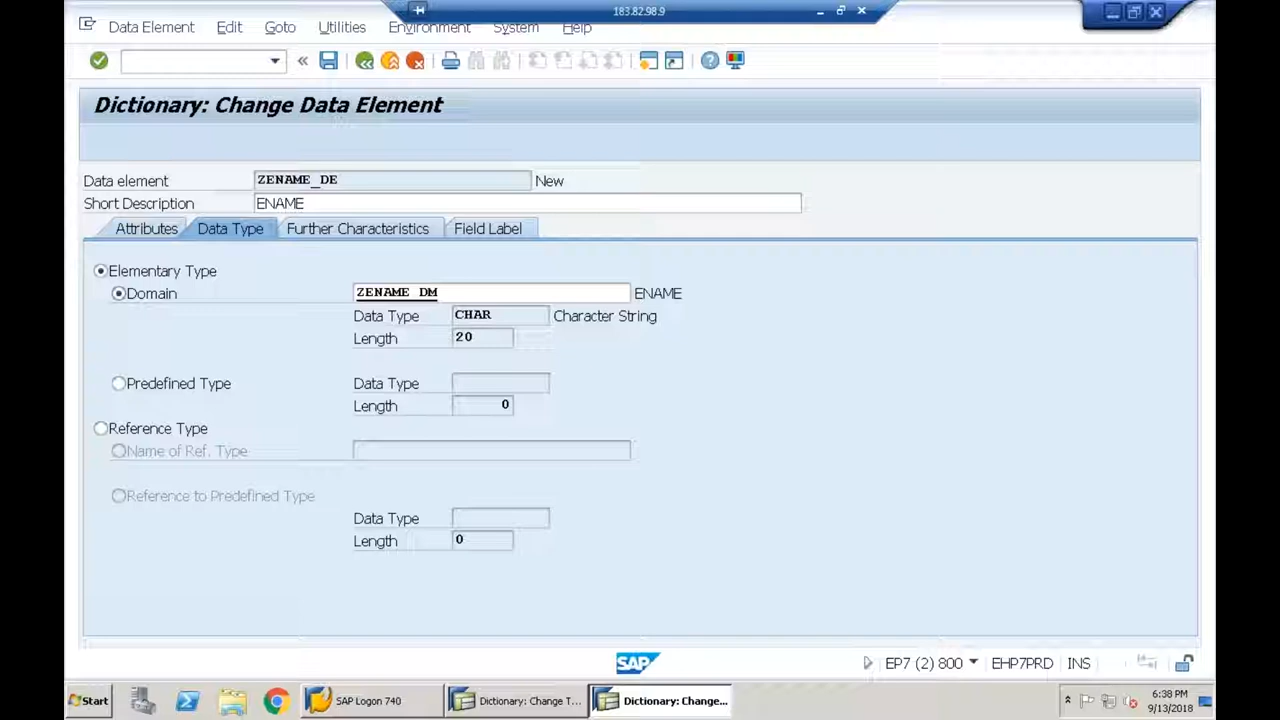 183.82.98.9
Data Element Edit Goto Utilities Environment System Help
Dictionary: Change Data Element
Data element ZENAME_DE New
Short Description ENAME
Attributes Data Type Further Characteristics Field Label
Elementary Type
Domain ZENAME_DM ENAME
Data Type CHAR Character String
Length 20
Predefined Type Data Type
Length 0
Reference Type
Name of Ref. Type
Reference to Predefined Type
Data Type
Length 0
SAP EP7 (2) 800 EHP7PRD INS
Start SAP Logon 740 Dictionary: Change T... Dictionary: Change... 6:38 PM
9/13/2018